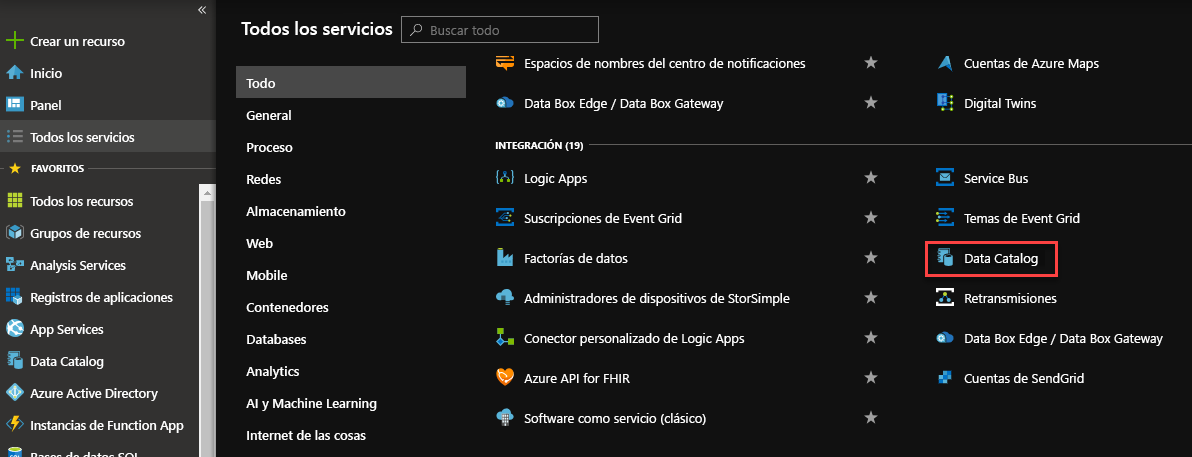 «
Crear un recurso
Inicio
Panel
Todos los servicios
FAVORITOS
Todos los recursos
Grupos de recursos
Analysis Services
Registros de aplicaciones
App Services
Data Catalog
Azure Active Directory
Instancias de Function App
Bases de datos SQL
Todos los servicios
Buscar todo
Todo
General
Proceso
Redes
Almacenamiento
Web
Mobile
Contenedores
Databases
Analytics
AI y Machine Learning
Internet de las cosas
Espacios de nombres del centro de notificaciones
Cuentas de Azure Maps
Data Box Edge / Data Box Gateway
Digital Twins
INTEGRACIÓN (19)
Logic Apps
Service Bus
Suscripciones de Event Grid
Temas de Event Grid
Factorías de datos
Data Catalog
Administradores de dispositivos de StorSimple
Retransmisiones
Conector personalizado de Logic Apps
Data Box Edge / Data Box Gateway
Azure API for FHIR
Cuentas de SendGrid
Software como servicio (clásico)